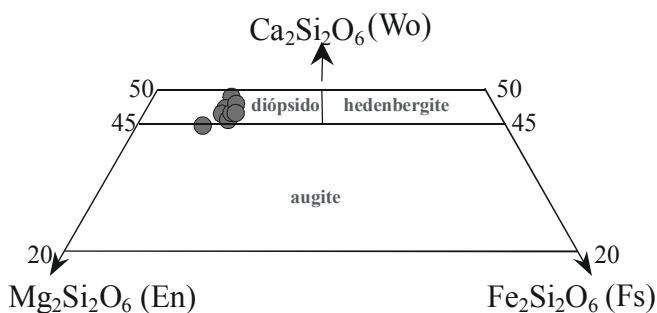 Ca₂Si₂O₆(Wo)
50 50
diópsido hedenbergite
45 45
augite
20 20
Mg₂Si₂O₆(En) Fe₂Si₂O₆(Fs)